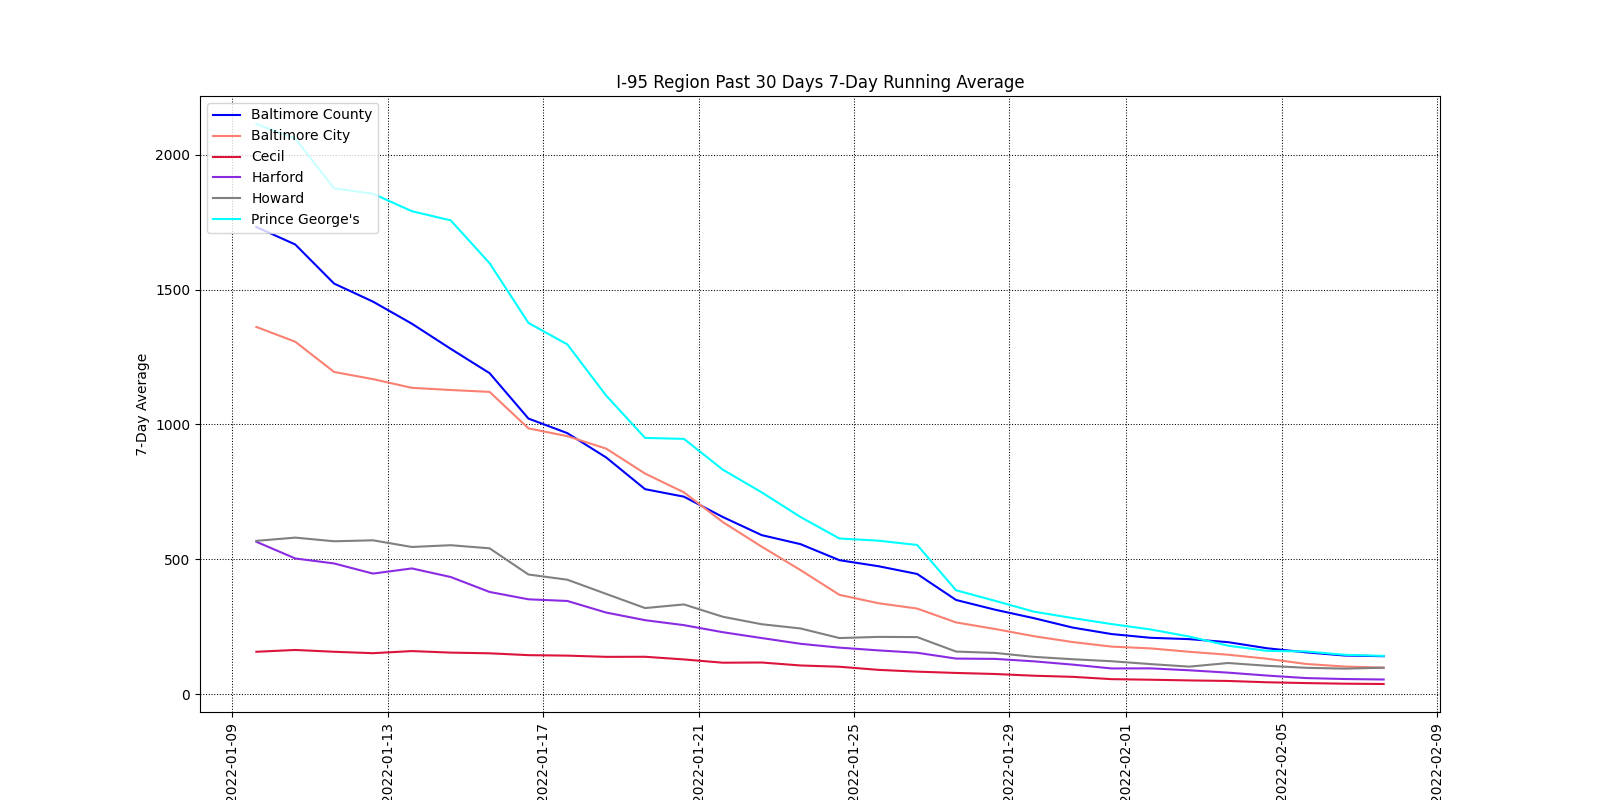 I-95 Region Past 30 Days 7-Day Running Average
Baltimore County
Baltimore City
Cecil
Harford
Howard
Prince George's
7-Day Average
2000
1500
1000
500
0
2022-01-09
2022-01-13
2022-01-17
2022-01-21
2022-01-25
2022-01-29
2022-02-01
2022-02-05
2022-02-09